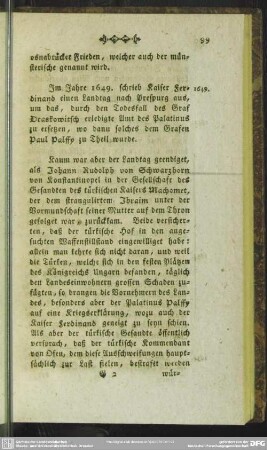 99
osnabrücker Frieden, welcher auch der mün-
sterische genannt wird.
Im Jahre 1649. schrieb Kaiser Fer-
1649.
dinand einen Landtag nach Preßpurg aus,
um das, durch den Todesfall des Graf
Draskowirsch erledigte Amt des Palatinus
zu ersetzen, wo dann solches dem Grafen
Paul Palffy zu Theil wurde.
Kaum war aber der Landtag geendiget,
als Johann Rudolph von Schwarzhorn
von Konstantinopel in der Gesellschaft des
Gesandten des türkischen Kaisers Machomet,
der dem strangulirten Ibraim unter der
Vormundschaft seiner Mutter auf dem Thron
gefolget war, zurückkam. Beide versicher-
ten, daß der türkische Hof in den ange-
suchten Waffenstillstand eingewilliget habe:
allein man kehrte sich nicht daran, und weil
die Türken, welche sich in den festen Plätzen
des Königreichs Ungarn befanden, täglich
den Landeseinwohnern grossen Schaden zu-
fügten, so drangen die Vornehmern des Lan-
des, besonders aber der Palatinus Palffy
auf eine Kriegserklärung, wozu auch der
Kaiser Ferdinand geneigt zu seyn schien.
Als aber der türkische Gesandte öffentlich
versprach, daß der türkische Kommendant
von Ofen, dem diese Ausschweifungen haupt-
sächlich zur Last fielen, bestrafet werden
2 wür-